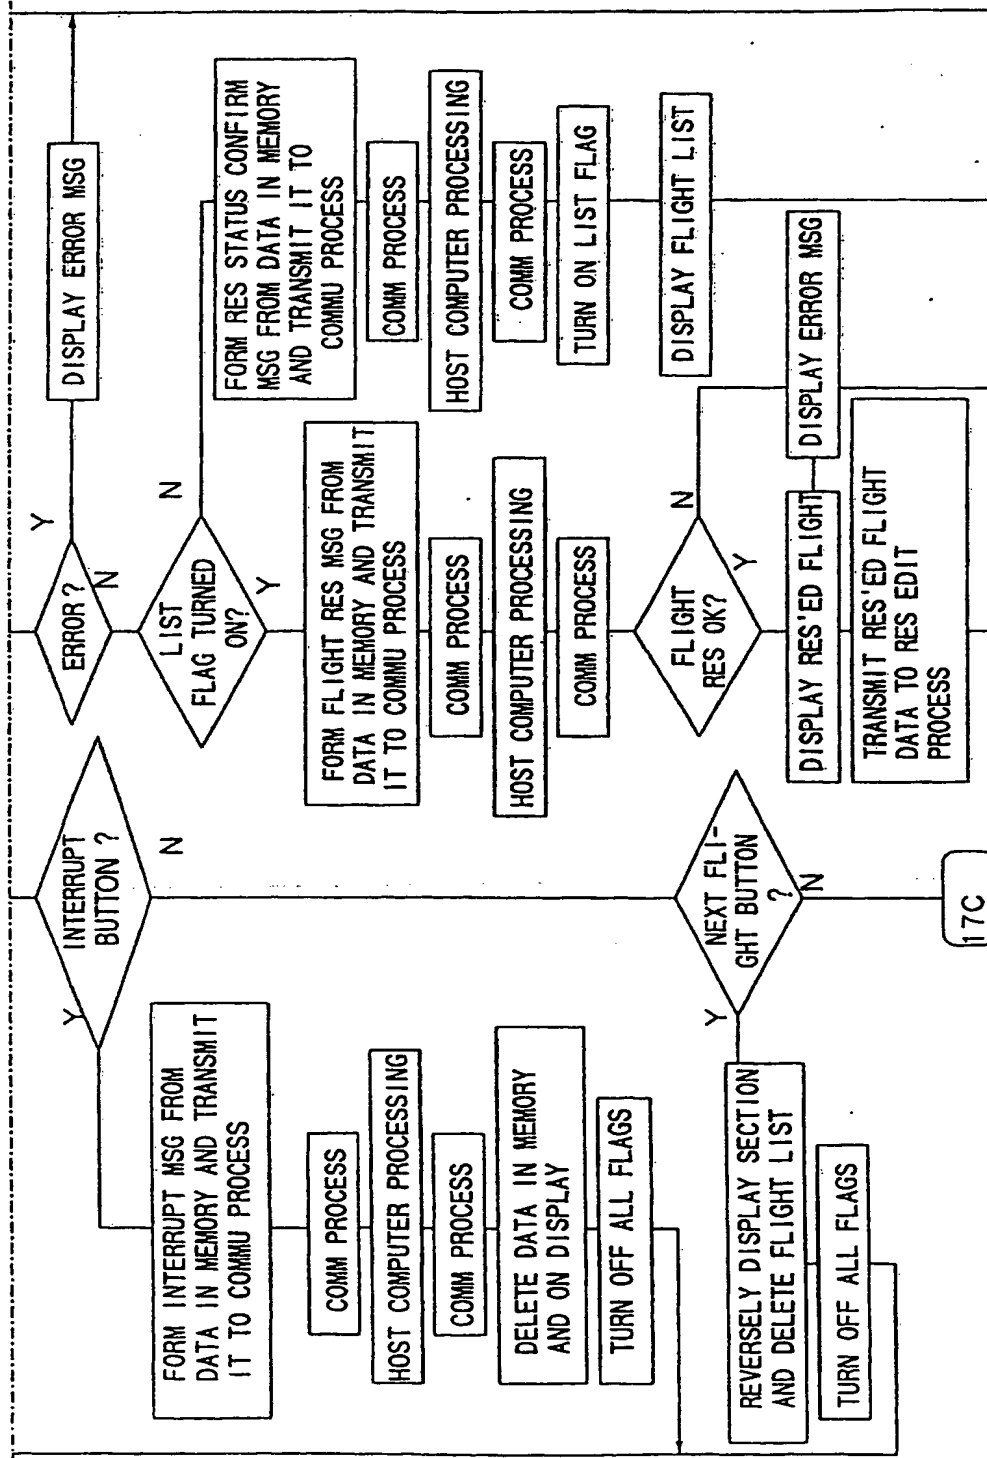 INTERRUPT
BUTTON ?
Y
N
FORM INTERRUPT MSG FROM
DATA IN MEMORY AND TRANSMIT
IT TO COMMU PROCESS
COMM PROCESS
HOST COMPUTER PROCESSING
COMM PROCESS
DELETE DATA IN MEMORY
AND ON DISPLAY
TURN OFF ALL FLAGS
NEXT FLI-
GHT BUTTON
?
Y
N
REVERSELY DISPLAY SECTION
AND DELETE FLIGHT LIST
TURN OFF ALL FLAGS
17C
ERROR?
Y
N
DISPLAY ERROR MSG
LIST
FLAG TURNED
ON?
N
Y
FORM FLIGHT RES MSG FROM
DATA IN MEMORY AND TRANSMIT
IT TO COMMU PROCESS
COMM PROCESS
HOST COMPUTER PROCESSING
COMM PROCESS
FLIGHT
RES OK?
N
Y
DISPLAY RES'ED FLIGHT
TRANSMIT RES'ED FLIGHT
DATA TO RES EDIT
PROCESS
DISPLAY ERROR MSG
FORM RES STATUS CONFIRM
MSG FROM DATA IN MEMORY
AND TRANSMIT IT TO
COMMU PROCESS
COMM PROCESS
HOST COMPUTER PROCESSING
COMM PROCESS
TURN ON LIST FLAG
DISPLAY FLIGHT LIST